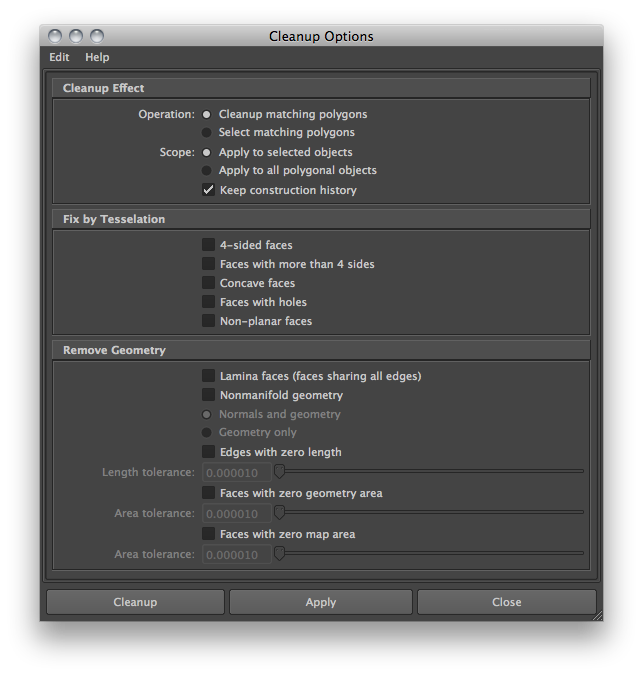 Cleanup Options
Edit Help
Cleanup Effect
Operation: Cleanup matching polygons
Select matching polygons
Scope: Apply to selected objects
Apply to all polygonal objects
Keep construction history
Fix by Tesselation
4-sided faces
Faces with more than 4 sides
Concave faces
Faces with holes
Non-planar faces
Remove Geometry
Lamina faces (faces sharing all edges)
Nonmanifold geometry
Normals and geometry
Geometry only
Edges with zero length
Length tolerance: 0.000010
Faces with zero geometry area
Area tolerance: 0.000010
Faces with zero map area
Area tolerance: 0.000010
Cleanup Apply Close